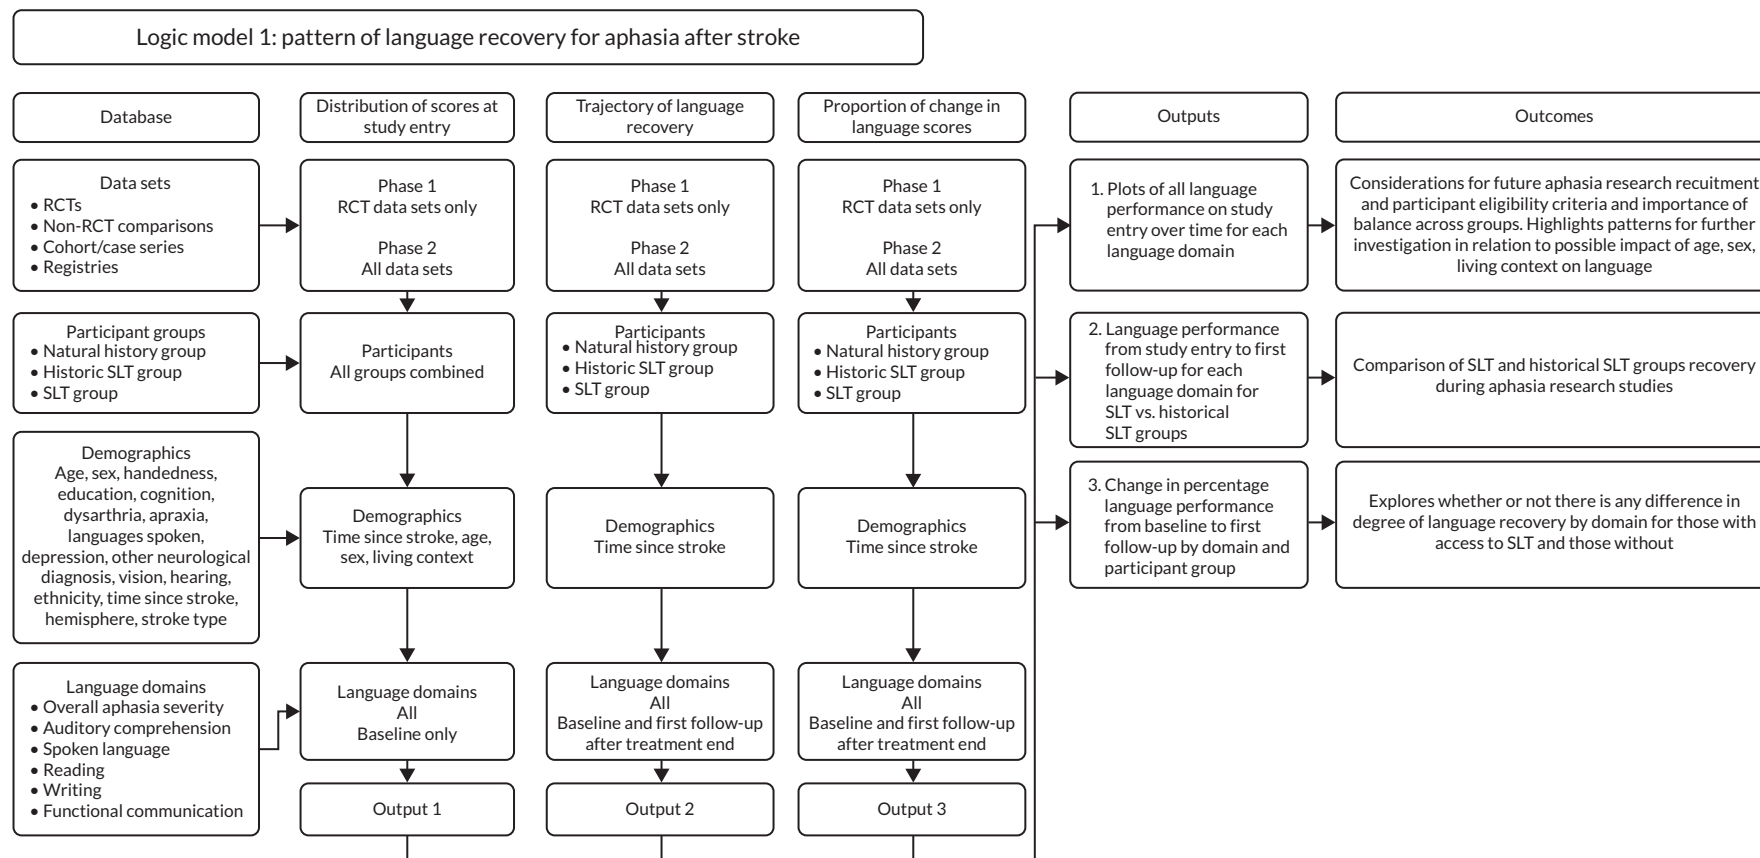 Logic model 1: pattern of language recovery for aphasia after stroke
Database
Distribution of scores at
study entry
Trajectory of language
recovery
Proportion of change in
language scores
Outputs
Outcomes
Data sets
• RCTs
• Non-RCT comparisons
• Cohort/case series
• Registries
Phase 1
RCT data sets only
Phase 2
All data sets
Phase 1
RCT data sets only
Phase 2
All data sets
Phase 1
RCT data sets only
Phase 2
All data sets
1. Plots of all language
performance on study
entry over time for each
language domain
Considerations for future aphasia research recuitment
and participant eligibility criteria and importance of
balance across groups. Highlights patterns for further
investigation in relation to possible impact of age, sex,
living context on language
Participant groups
• Natural history group
• Historic SLT group
• SLT group
Participants
All groups combined
Participants
• Natural history group
• Historic SLT group
• SLT group
Participants
• Natural history group
• Historic SLT group
• SLT group
2. Language performance
from study entry to first
follow-up for each
language domain for
SLT vs. historical
SLT groups
Comparison of SLT and historical SLT groups recovery
during aphasia research studies
Demographics
Age, sex, handedness,
education, cognition,
dysarthria, apraxia,
languages spoken,
depression, other neurological
diagnosis, vision, hearing,
ethnicity, time since stroke,
hemisphere, stroke type
Demographics
Time since stroke, age,
sex, living context
Demographics
Time since stroke
Demographics
Time since stroke
3. Change in percentage
language performance
from baseline to first
follow-up by domain and
participant group
Explores whether or not there is any difference in
degree of language recovery by domain for those with
access to SLT and those without
Language domains
• Overall aphasia severity
• Auditory comprehension
• Spoken language
• Reading
• Writing
• Functional communication
Language domains
All
Baseline only
Language domains
All
Baseline and first follow-up
after treatment end
Language domains
All
Baseline and first follow-up
after treatment end
Output 1
Output 2
Output 3